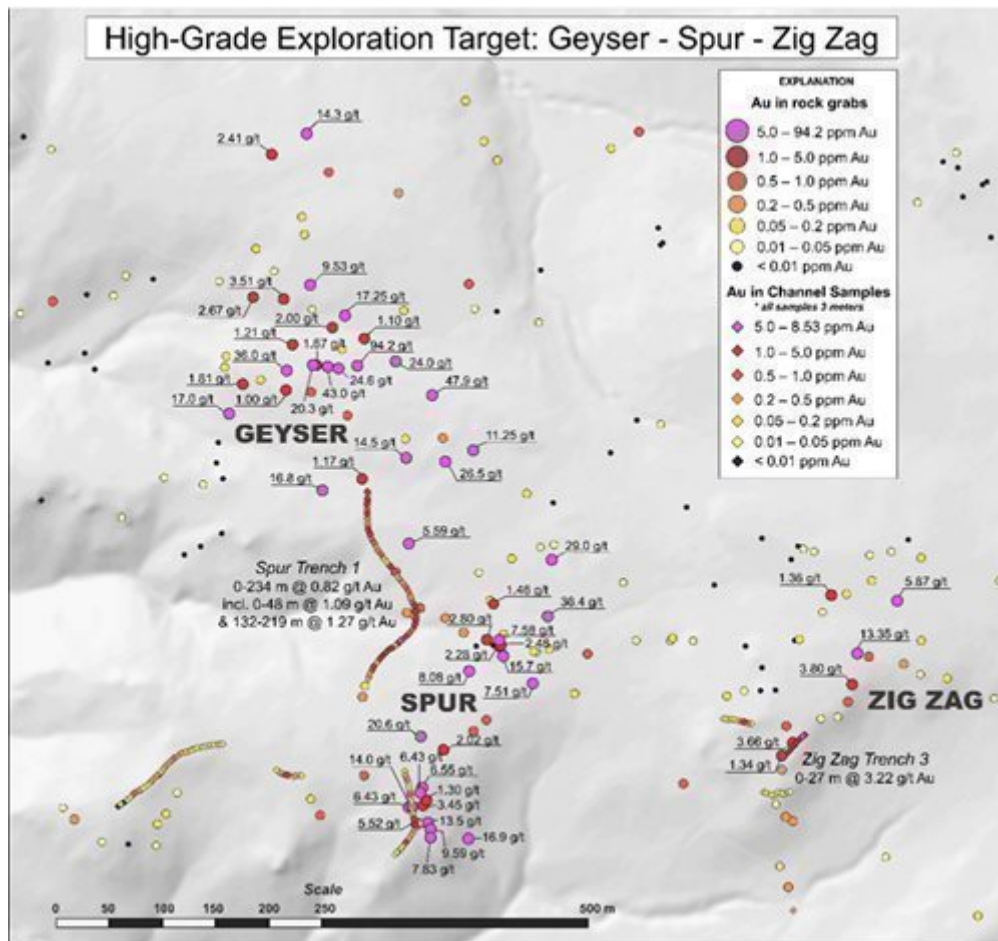 High-Grade Exploration Target: Geyser - Spur - Zig Zag
EXPLANATION
Au in rock grabs
5.0 – 94.2 ppm Au
1.0 – 5.0 ppm Au
0.5 – 1.0 ppm Au
0.2 – 0.5 ppm Au
0.05 – 0.2 ppm Au
0.01 – 0.05 ppm Au
< 0.01 ppm Au
Au in Channel Samples
* all samples 3 meters
5.0 – 8.53 ppm Au
1.0 – 5.0 ppm Au
0.5 – 1.0 ppm Au
0.2 – 0.5 ppm Au
0.05 – 0.2 ppm Au
0.01 – 0.05 ppm Au
< 0.01 ppm Au
14.3 g/t
2.41 g/t
9.53 g/t
3.51 g/t
2.67 g/t
17.25 g/t
2.00 g/t
1.10 g/t
1.21 g/t
1.67 g/t
94.2 g/t
36.0 g/t
24.0 g/t
24.6 g/t
1.81 g/t
43.0 g/t
47.9 g/t
1.00 g/t
20.3 g/t
17.0 g/t
GEYSER
14.5 g/t
11.25 g/t
26.5 g/t
1.17 g/t
16.8 g/t
5.59 g/t
29.0 g/t
Spur Trench 1
0-234 m @ 0.82 g/t Au
incl. 0-48 m @ 1.09 g/t Au
& 132-219 m @ 1.27 g/t Au
1.46 g/t
36.4 g/t
2.80 g/t
7.58 g/t
2.48 g/t
2.28 g/t
15.7 g/t
8.08 g/t
7.51 g/t
SPUR
1.36 g/t
5.87 g/t
13.35 g/t
3.80 g/t
ZIG ZAG
3.66 g/t
1.34 g/t
Zig Zag Trench 3
0-27 m @ 3.22 g/t Au
20.6 g/t
2.02 g/t
6.43 g/t
14.0 g/t
6.55 g/t
1.30 g/t
6.43 g/t
3.45 g/t
5.52 g/t
13.5 g/t
16.9 g/t
9.59 g/t
7.83 g/t
Scale
0 50 100 150 200 250 500 m